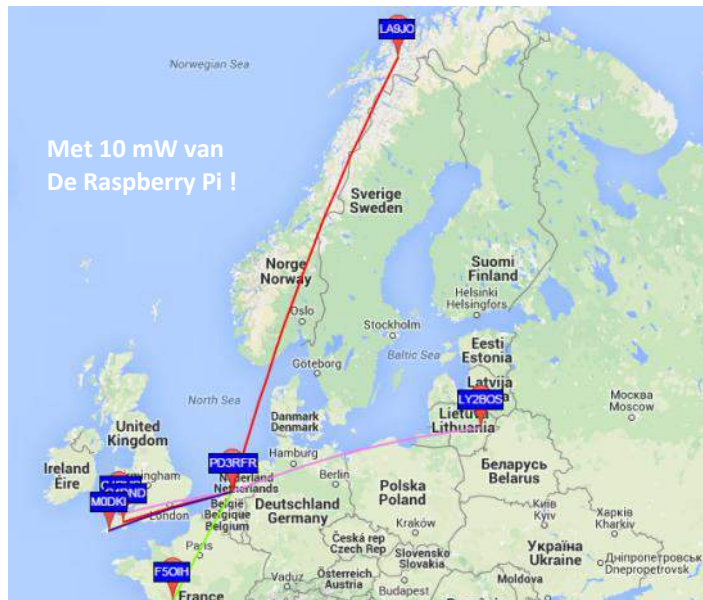 LA9JO
Norwegian Sea
Met 10 mW van
De Raspberry Pi !
Sverige
Sweden
Norge
Norway
Suomi
Finland
Helsinki
Helsingfors
Oslo
Stockholm
Eesti
Estonia
Göteborg
Baltic Sea
Latvija
LY2BOS
Москва
Moscow
North Sea
Danmark
Denmark
Lietuva
Lithuania
United
Kingdom
PD3RFR
Hamburg
Ireland
Éire
Nederland
Netherlands
Berlin
Беларусь
Belarus
M0DKI
London
België
Belgique
Belgium
Deutschland
Germany
Polska
Poland
Київ
Kyiv
Харків
Kharkiv
Paris
Kraków
Česká rep
Czech Rep
Україна
Ukraine
Slovensko
Slovakia
Дніпропетровськ
Dnepropetrovsk
F5OIH
France
Vaduz
Österreich
Austria
Budapest
Moldova